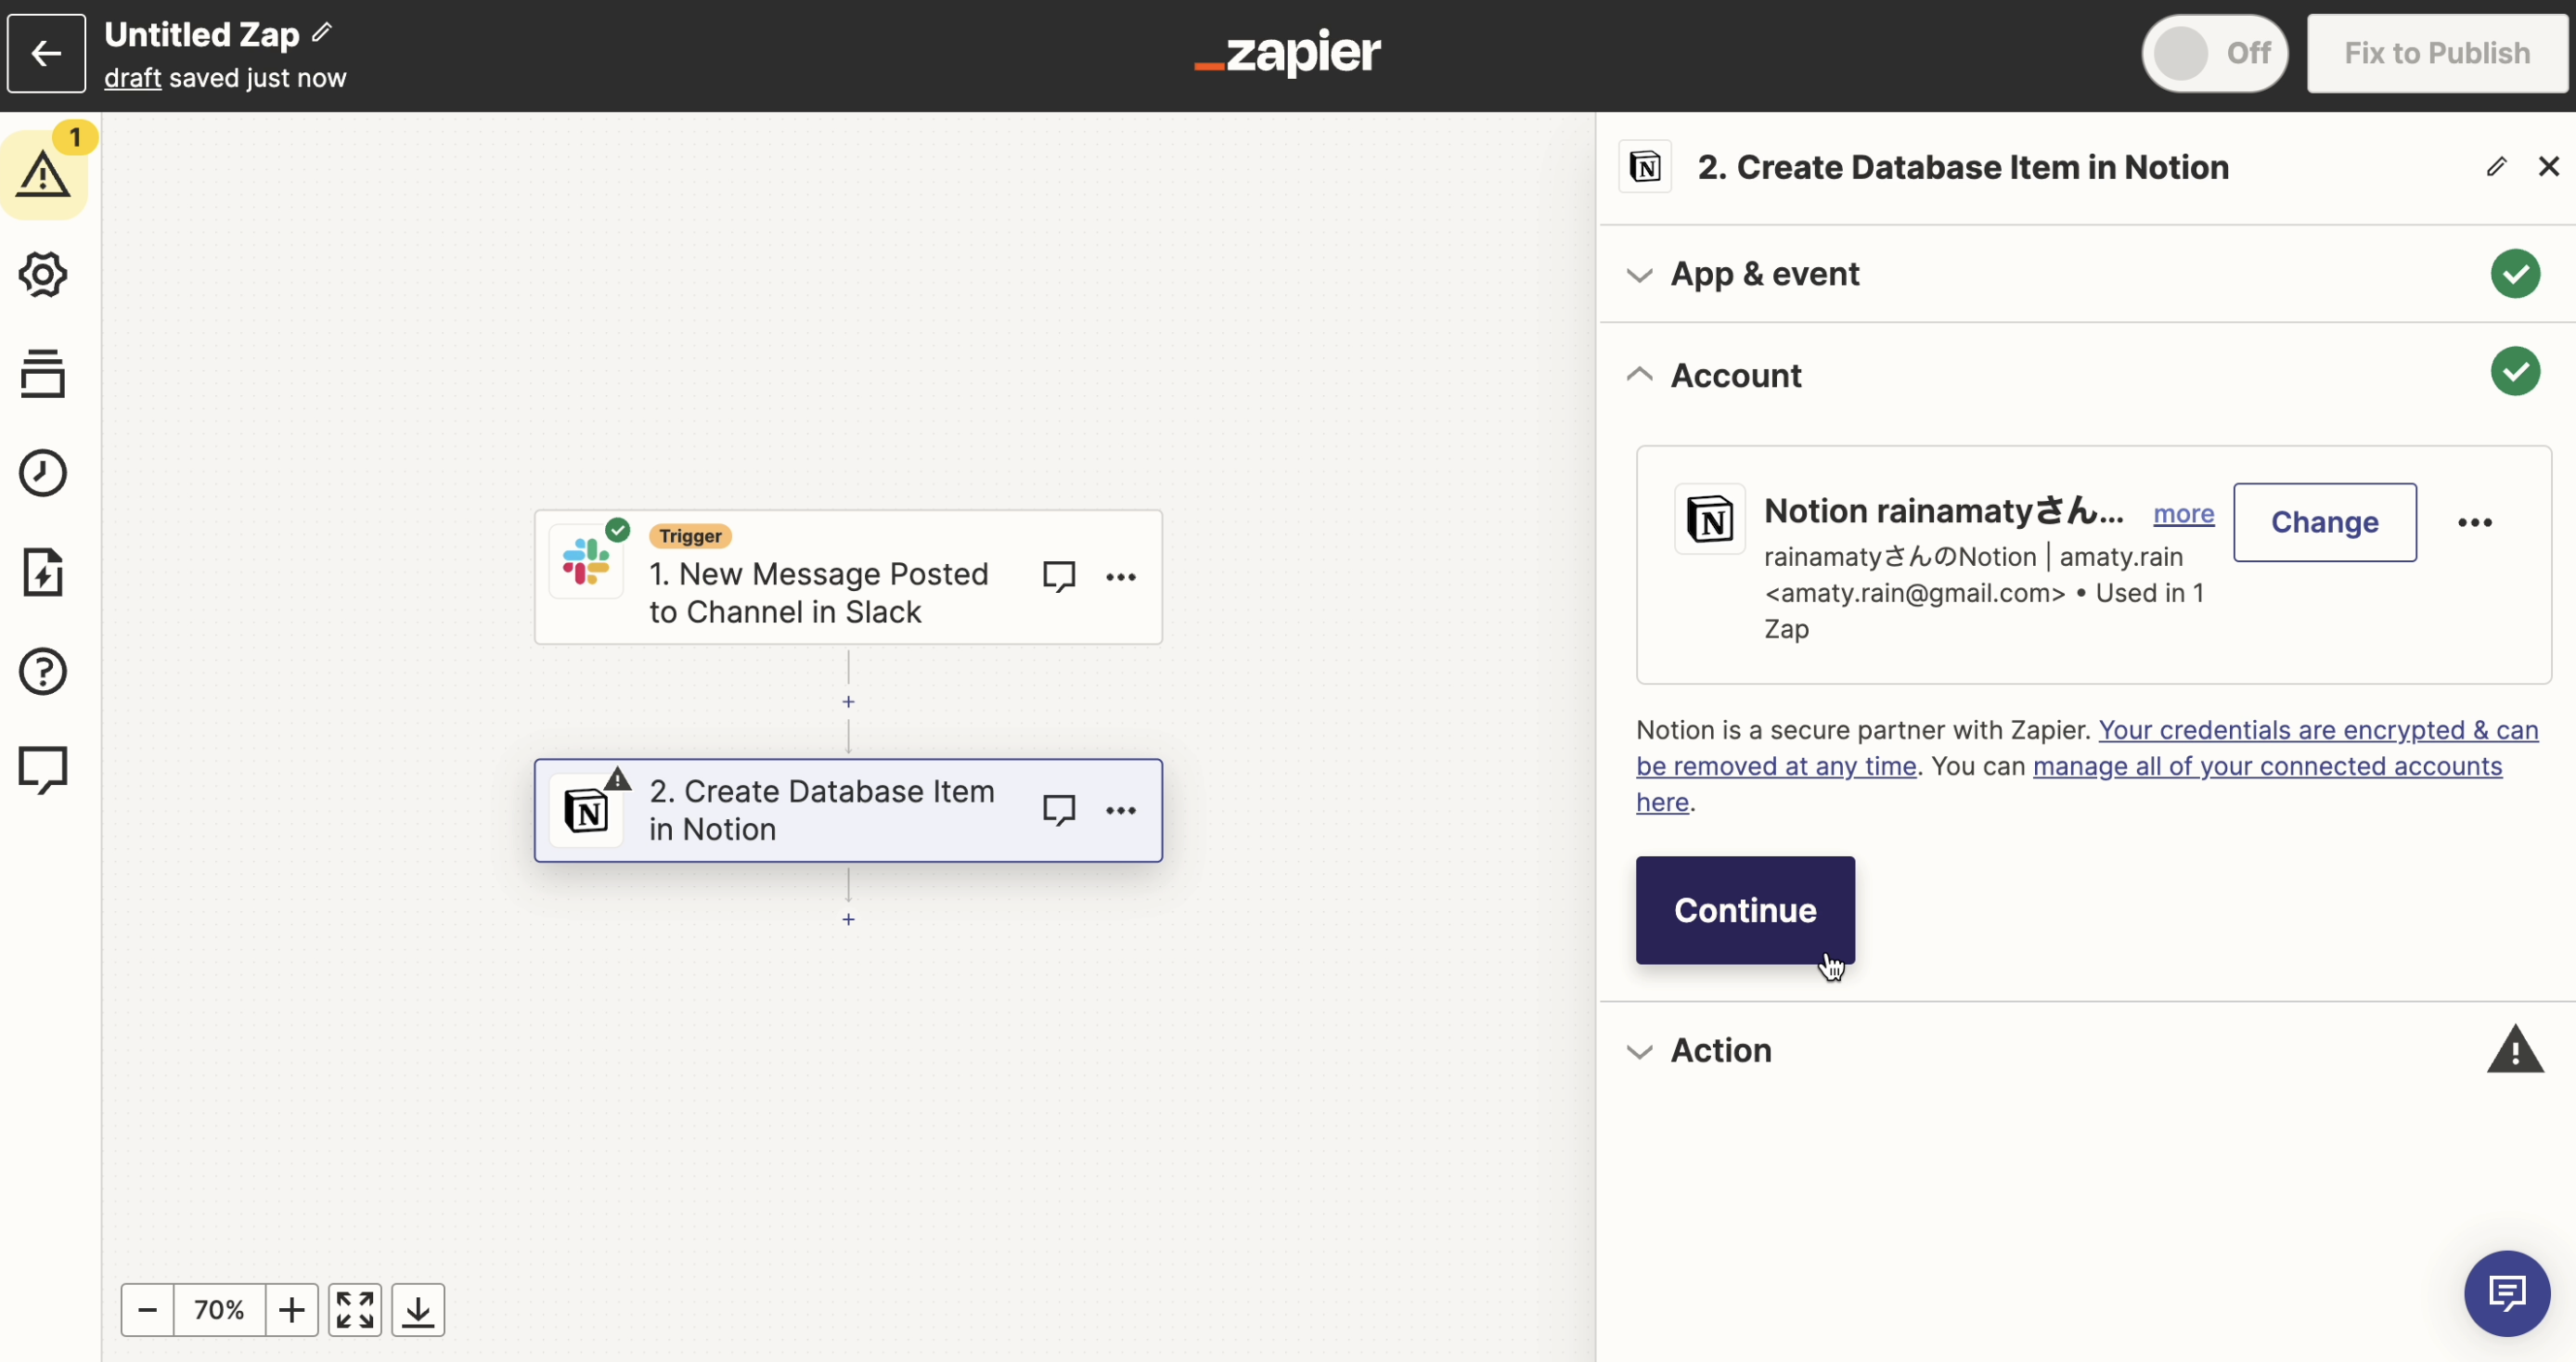 Untitled Zap
draft saved just now
zapier
Off
Fix to Publish
1
2. Create Database Item in Notion
App & event
Account
Notion rainamatyさん... more
Change
rainamatyさんのNotion | amaty.rain
<amaty.rain@gmail.com> • Used in 1
Zap
Notion is a secure partner with Zapier. Your credentials are encrypted & can
be removed at any time. You can manage all of your connected accounts
here.
Continue
Action
Trigger
1. New Message Posted
to Channel in Slack
2. Create Database Item
in Notion
70%